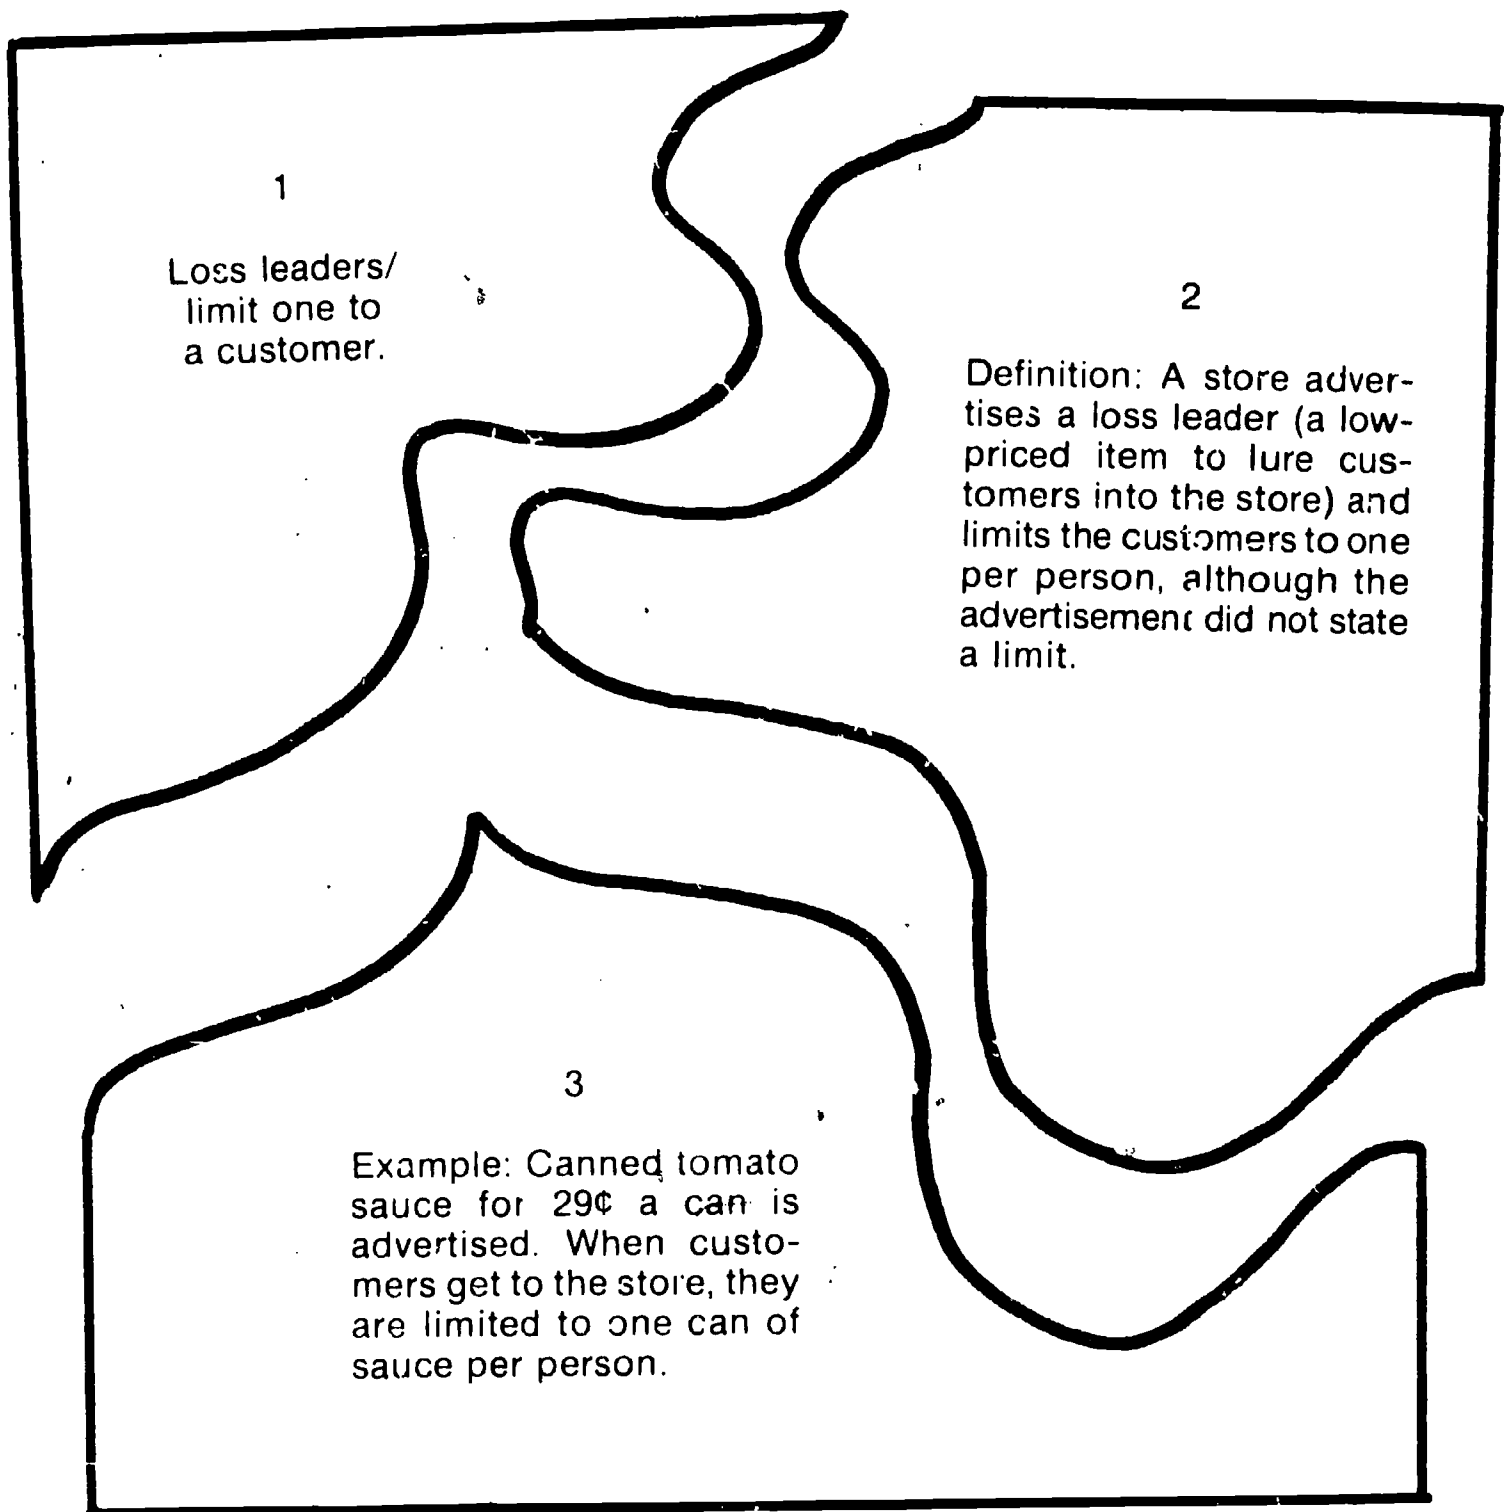 1
Loss leaders/
limit one to
a customer.
2
Definition: A store adver-
tises a loss leader (a low-
priced item to lure cus-
tomers into the store) and
limits the customers to one
per person, although the
advertisement did not state
a limit.
3
Example: Canned tomato
sauce for 29¢ a can is
advertised. When custo-
mers get to the store, they
are limited to one can of
sauce per person.